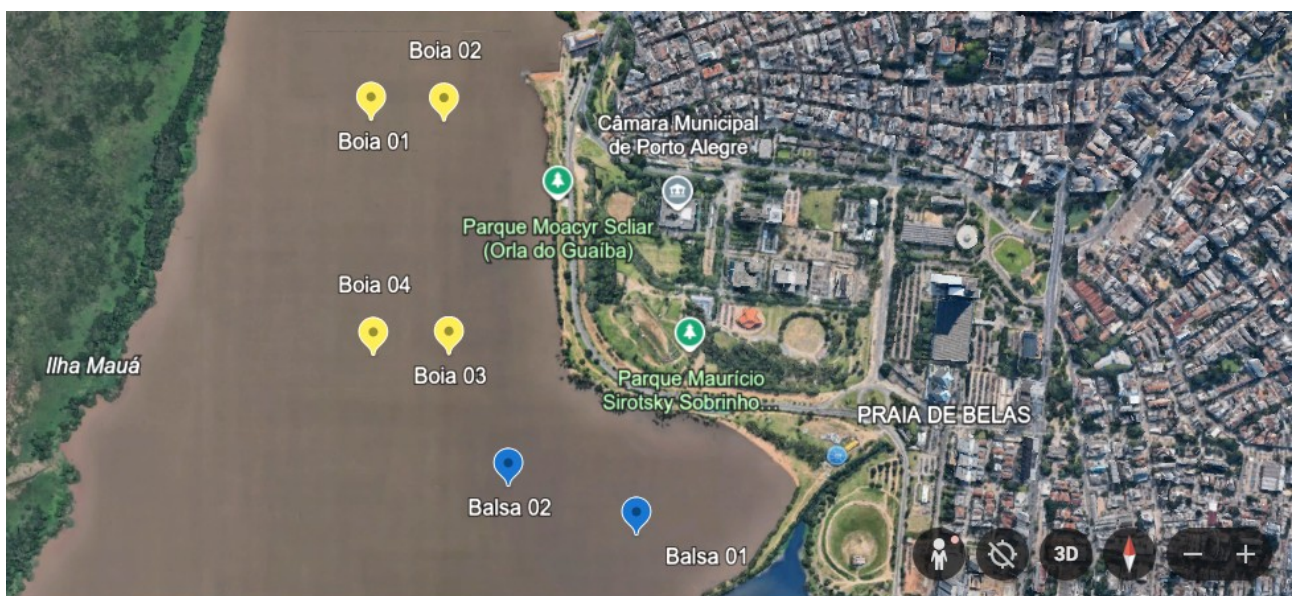 Boia 02
Boia 01
Câmara Municipal
de Porto Alegre
Parque Moacyr Scliar
(Orla do Guaíba)
Boia 04
Ilha Mauá
Boia 03
Parque Maurício
Sirotsky Sobrinho...
PRAIA DE BELAS
Balsa 02
Balsa 01
3D